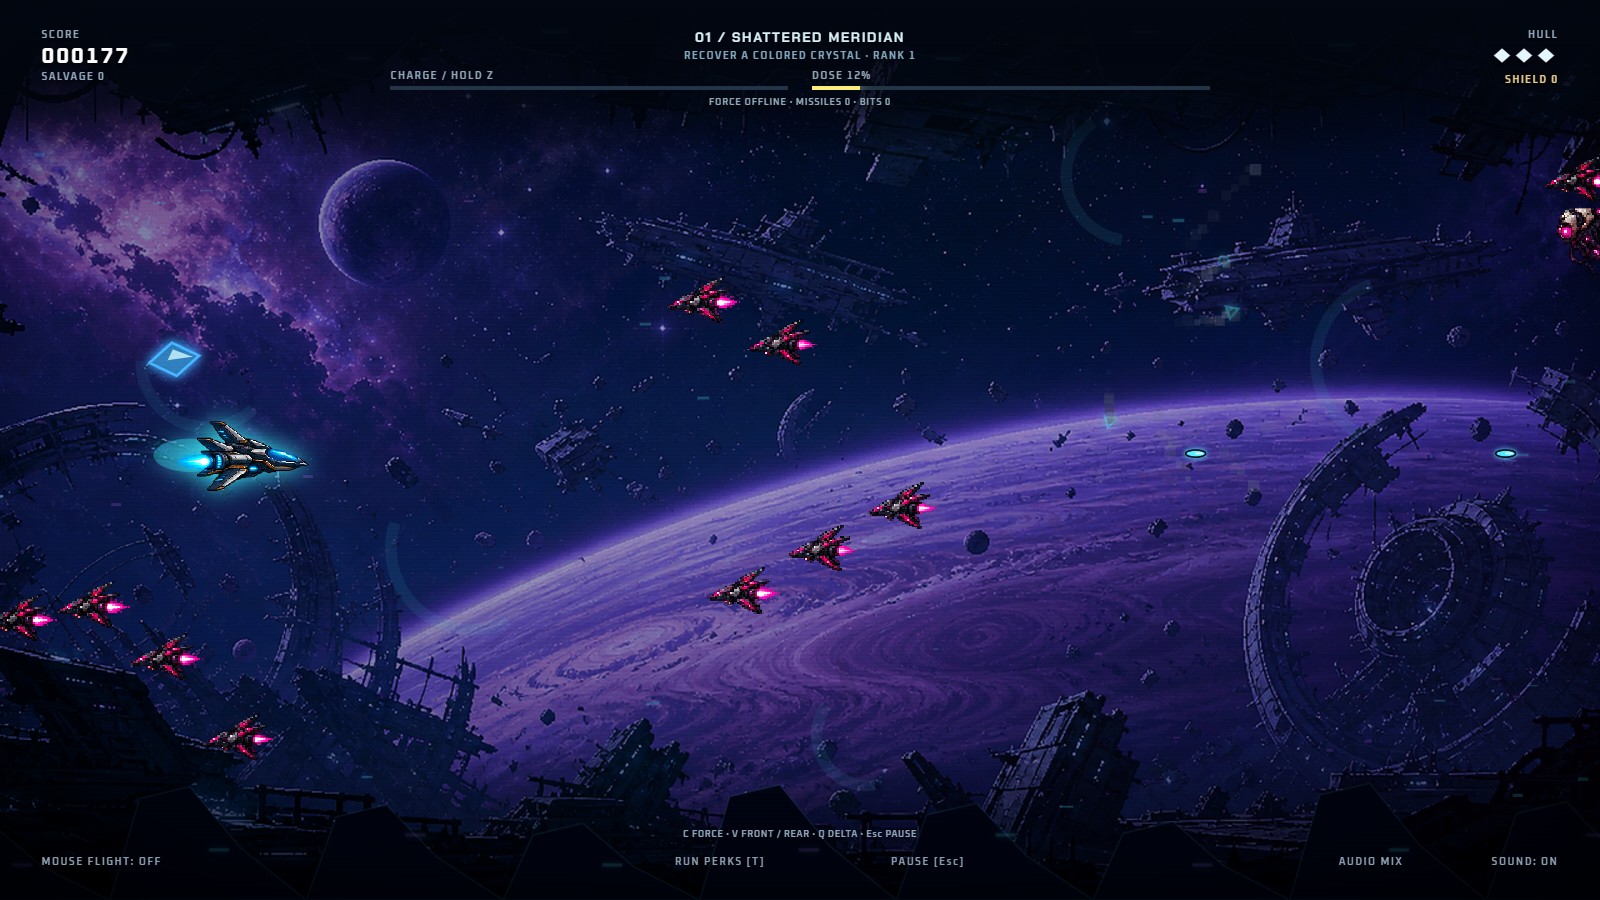 SCORE
000177
SALVAGE 0
01 / SHATTERED MERIDIAN
RECOVER A COLORED CRYSTAL · RANK 1
CHARGE / HOLD Z
DOSE 12%
FORCE OFFLINE · MISSILES 0 · BITS 0
HULL
SHIELD 0
C FORCE · V FRONT / REAR · Q DELTA · Esc PAUSE
MOUSE FLIGHT: OFF
RUN PERKS [T]
PAUSE [Esc]
AUDIO MIX
SOUND: ON